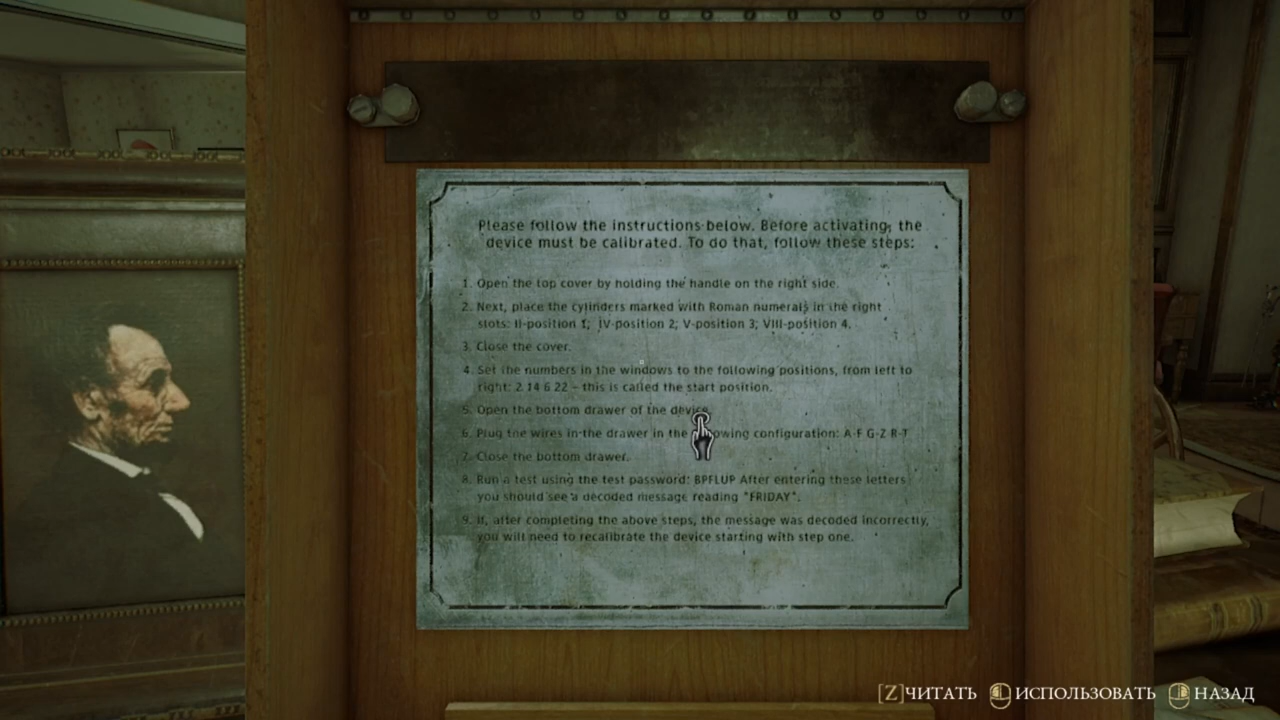 Please follow the instructions below. Before activating, the
device must be calibrated. To do that, follow these steps:
1. Open the top cover by holding the handle on the right side.
2. Next, place the cylinders marked with Roman numerals in the right
slots: II-position 1; IV-position 2; V-position 3; VIII-position 4.
3. Close the cover.
4. Set the numbers in the windows to the following positions, from left to
right: 2 14 6 22 - this is called the start position.
5. Open the bottom drawer of the device.
6. Plug the wires in the drawer in the configuration: A-F G-Z R-T
7. Close the bottom drawer.
8. Run a test using the test password: BPFLUP After entering these letters
you should see a decoded message reading "FRIDAY".
9. If, after completing the above steps, the message was decoded incorrectly,
you will need to recalibrate the device starting with step one.
[Z]ЧИТАТЬ ИСПОЛЬЗОВАТЬ НАЗАД